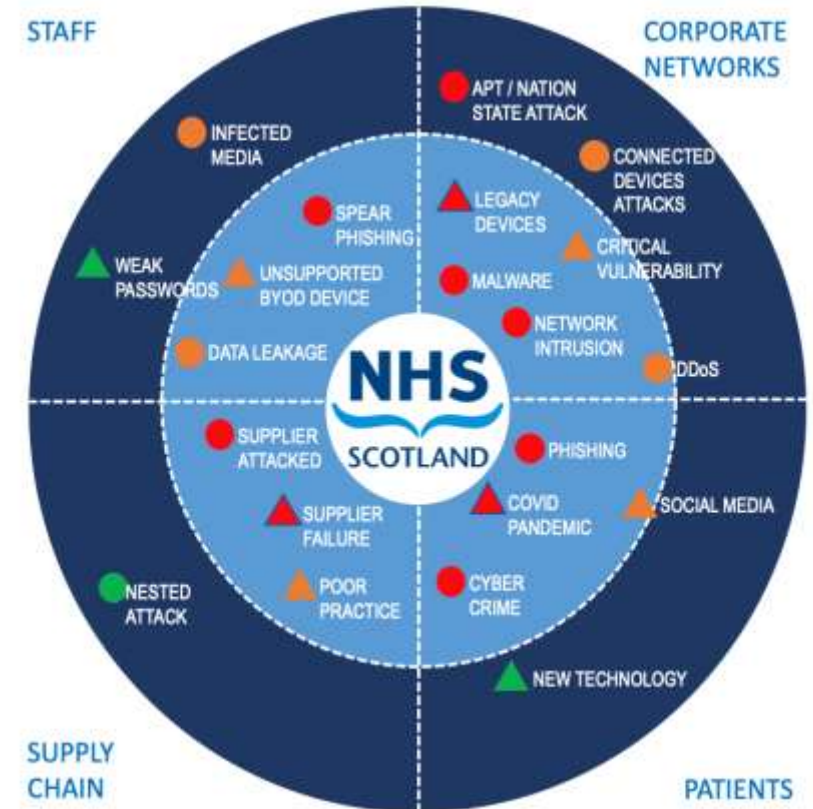 STAFF
CORPORATE
NETWORKS
APT / NATION
STATE ATTACK
INFECTED
MEDIA
CONNECTED
DEVICES
ATTACKS
SPEAR
PHISHING
LEGACY
DEVICES
CRITICAL
VULNERABILITY
WEAK
PASSWORDS
UNSUPPORTED
BYOD DEVICE
MALWARE
NETWORK
INTRUSION
DATA LEAKAGE
DDoS
NHS
SCOTLAND
SUPPLIER
ATTACKED
PHISHING
SUPPLIER
FAILURE
COVID
PANDEMIC
SOCIAL MEDIA
NESTED
ATTACK
POOR
PRACTICE
CYBER
CRIME
NEW TECHNOLOGY
SUPPLY
CHAIN
PATIENTS